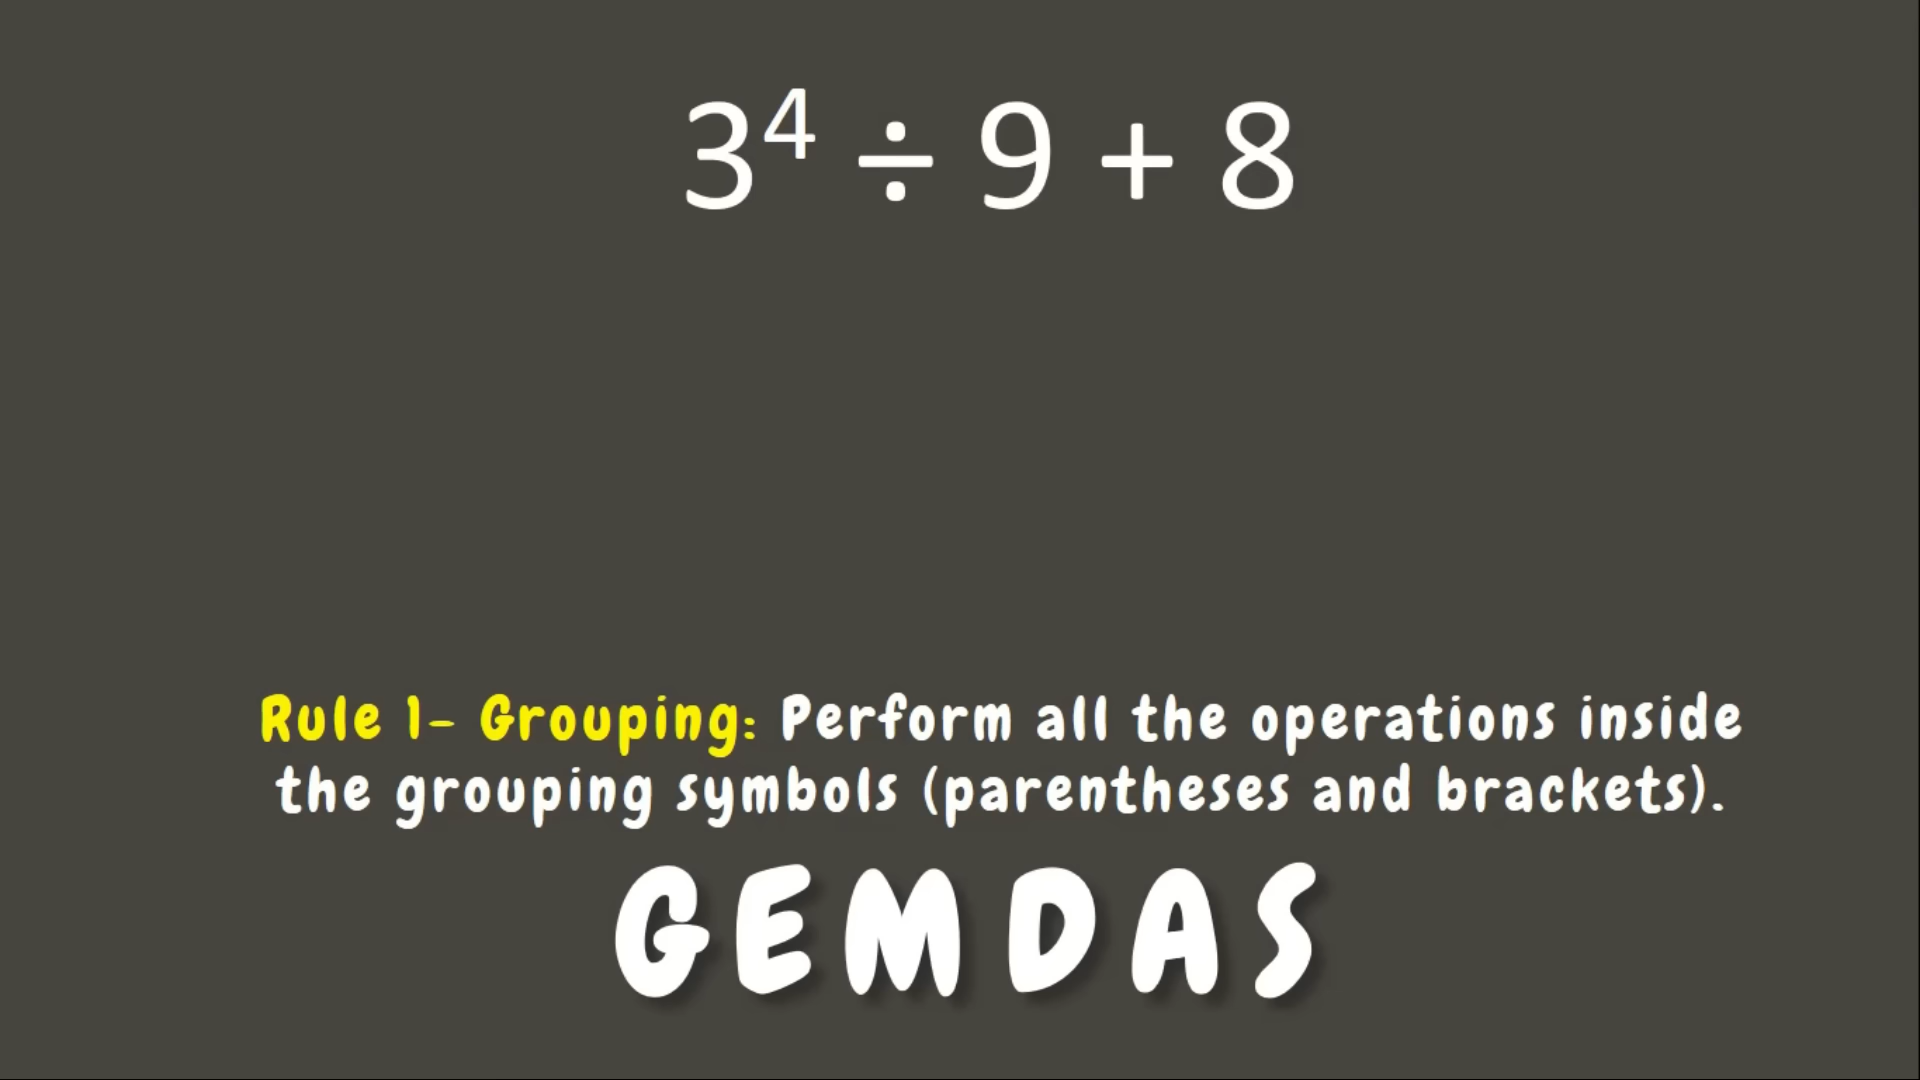 3⁴ ÷ 9 + 8
Rule 1- Grouping: Perform all the operations inside
the grouping symbols (parentheses and brackets).
GEMDAS